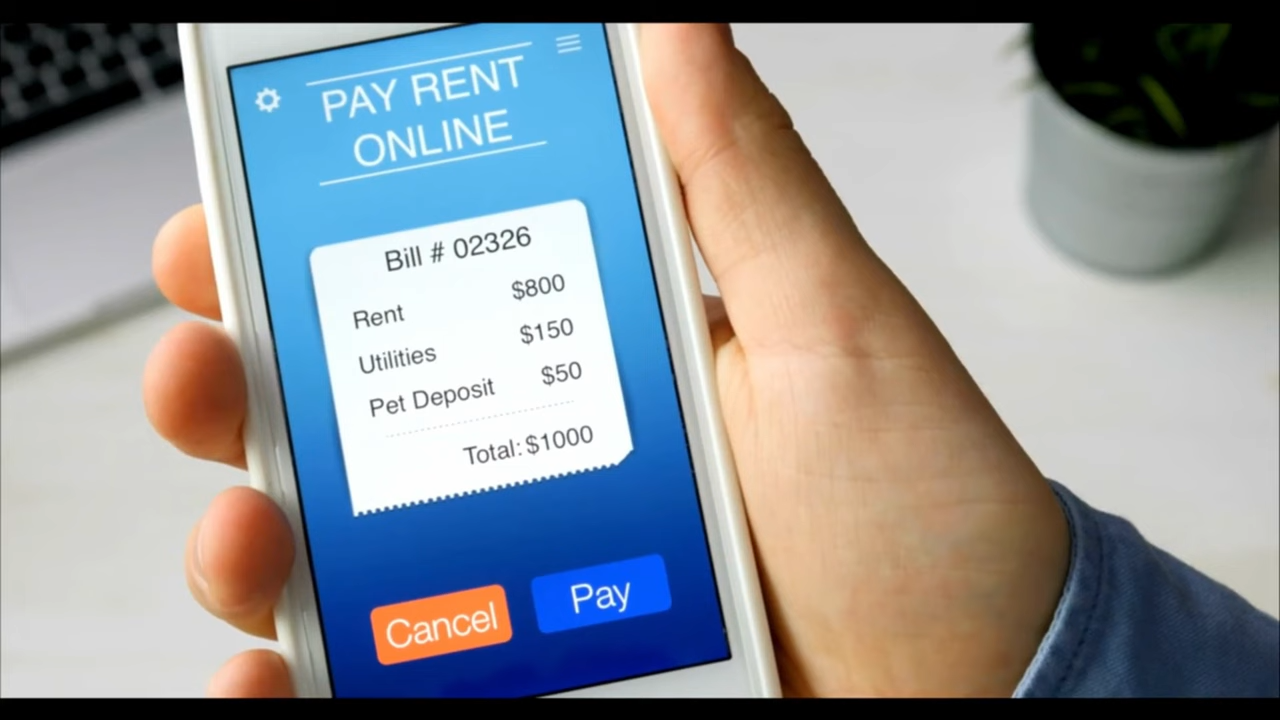 PAY RENT
ONLINE
Bill # 02326
Rent $800
Utilities $150
Pet Deposit $50
Total: $1000
Cancel
Pay